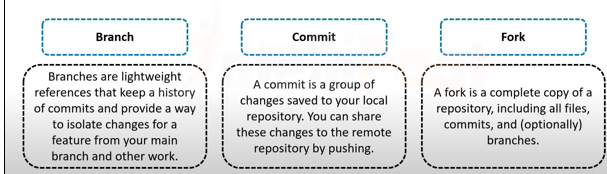 Branch
Branches are lightweight
references that keep a history
of commits and provide a way
to isolate changes for a
feature from your main
branch and other work.
Commit
A commit is a group of
changes saved to your local
repository. You can share
these changes to the remote
repository by pushing.
Fork
A fork is a complete copy of a
repository, including all files,
commits, and (optionally)
branches.